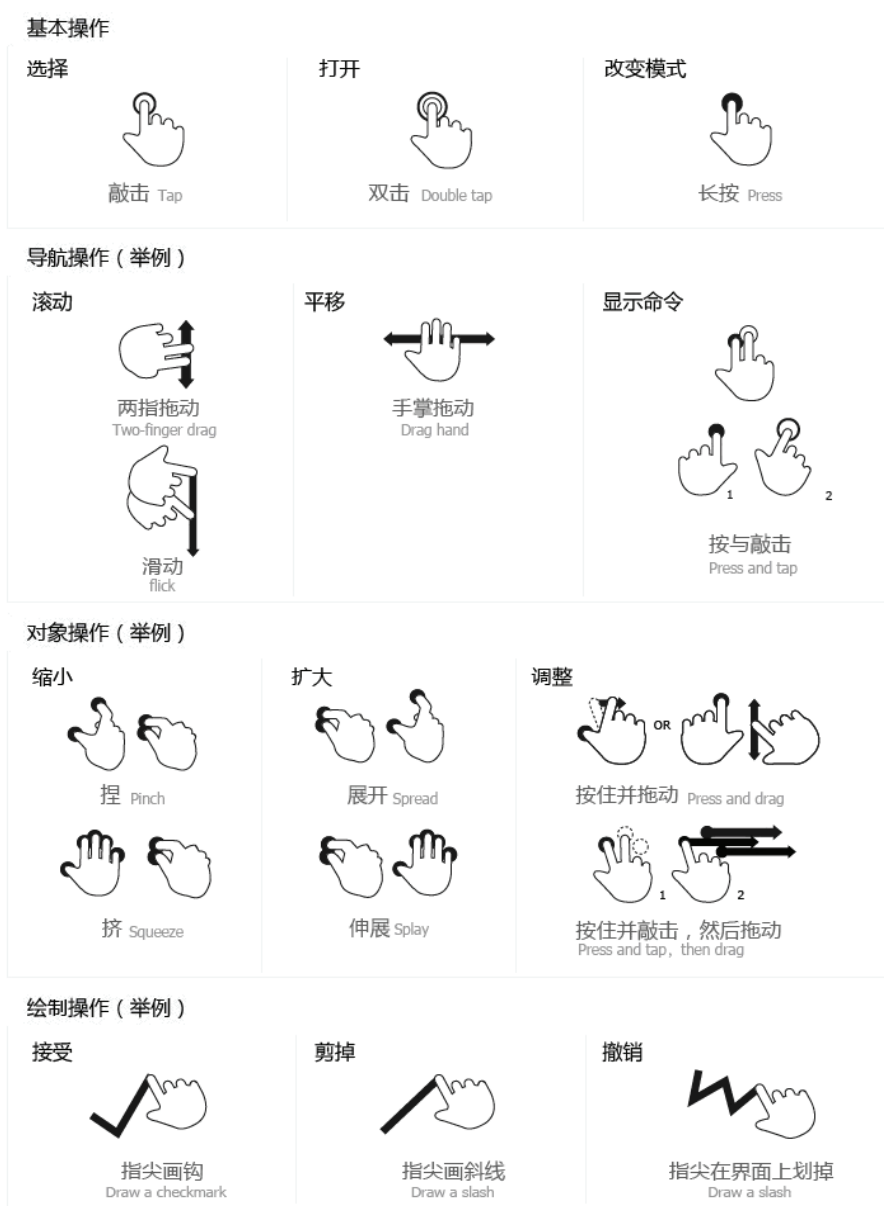 基本操作
选择
打开
改变模式
敲击 Tap
双击 Double tap
长按 Press
导航操作（举例）
滚动
平移
显示命令
两指拖动
Two-finger drag
手掌拖动
Drag hand
滑动
flick
1
2
按与敲击
Press and tap
对象操作（举例）
缩小
扩大
调整
OR
捏 Pinch
展开 Spread
按住并拖动 Press and drag
1
2
挤 Squeeze
伸展 Splay
按住并敲击，然后拖动
Press and tap, then drag
绘制操作（举例）
接受
剪掉
撤销
指尖画钩
Draw a checkmark
指尖画斜线
Draw a slash
指尖在界面上划掉
Draw a slash